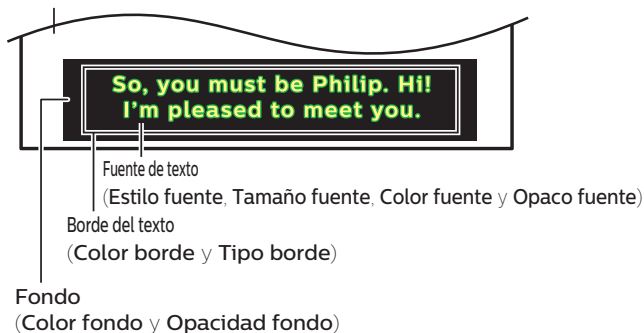 So, you must be Philip. Hi!
I’m pleased to meet you.
Fuente de texto
(Estilo fuente, Tamaño fuente, Color fuente y Opaco fuente)
Borde del texto
(Color borde y Tipo borde)
Fondo
(Color fondo y Opacidad fondo)